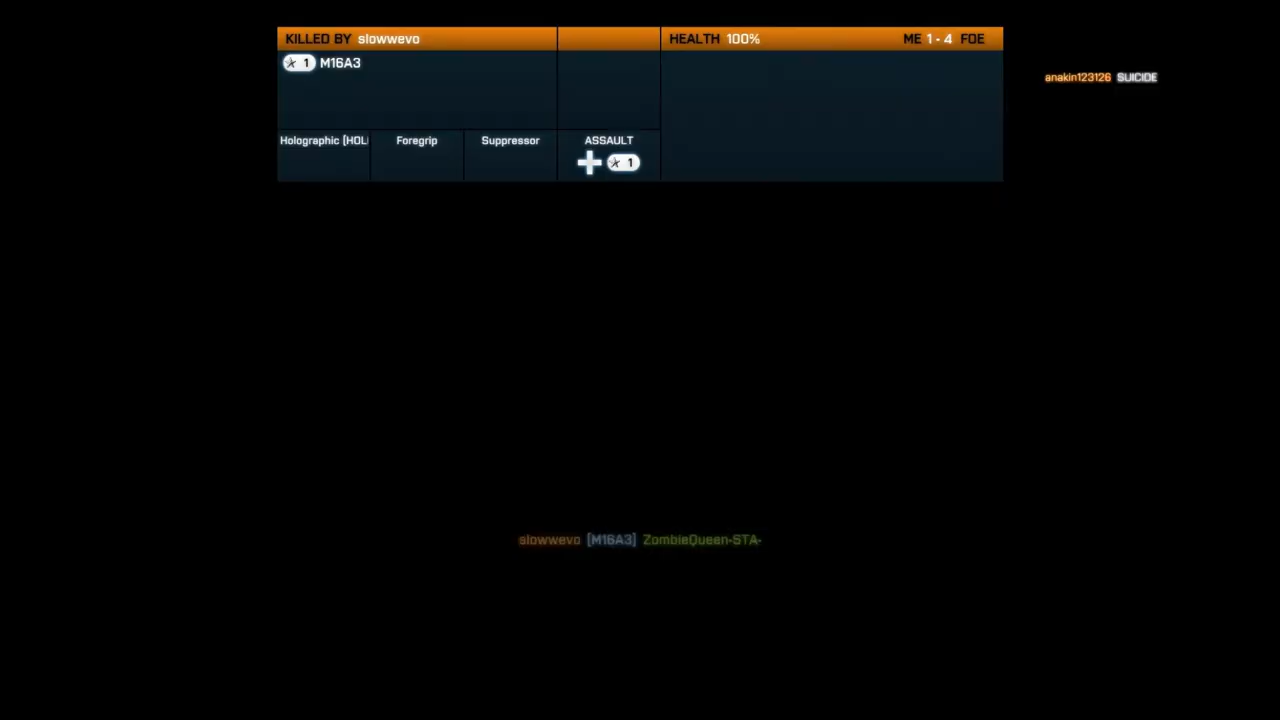 KILLED BY slowwevo HEALTH 100% ME 1 - 4 FOE
1 M16A3
anakin123126 SUICIDE
Holographic [HOL Foregrip Suppressor ASSAULT
1
slowwevo [M16A3] ZombieQueen-STA-